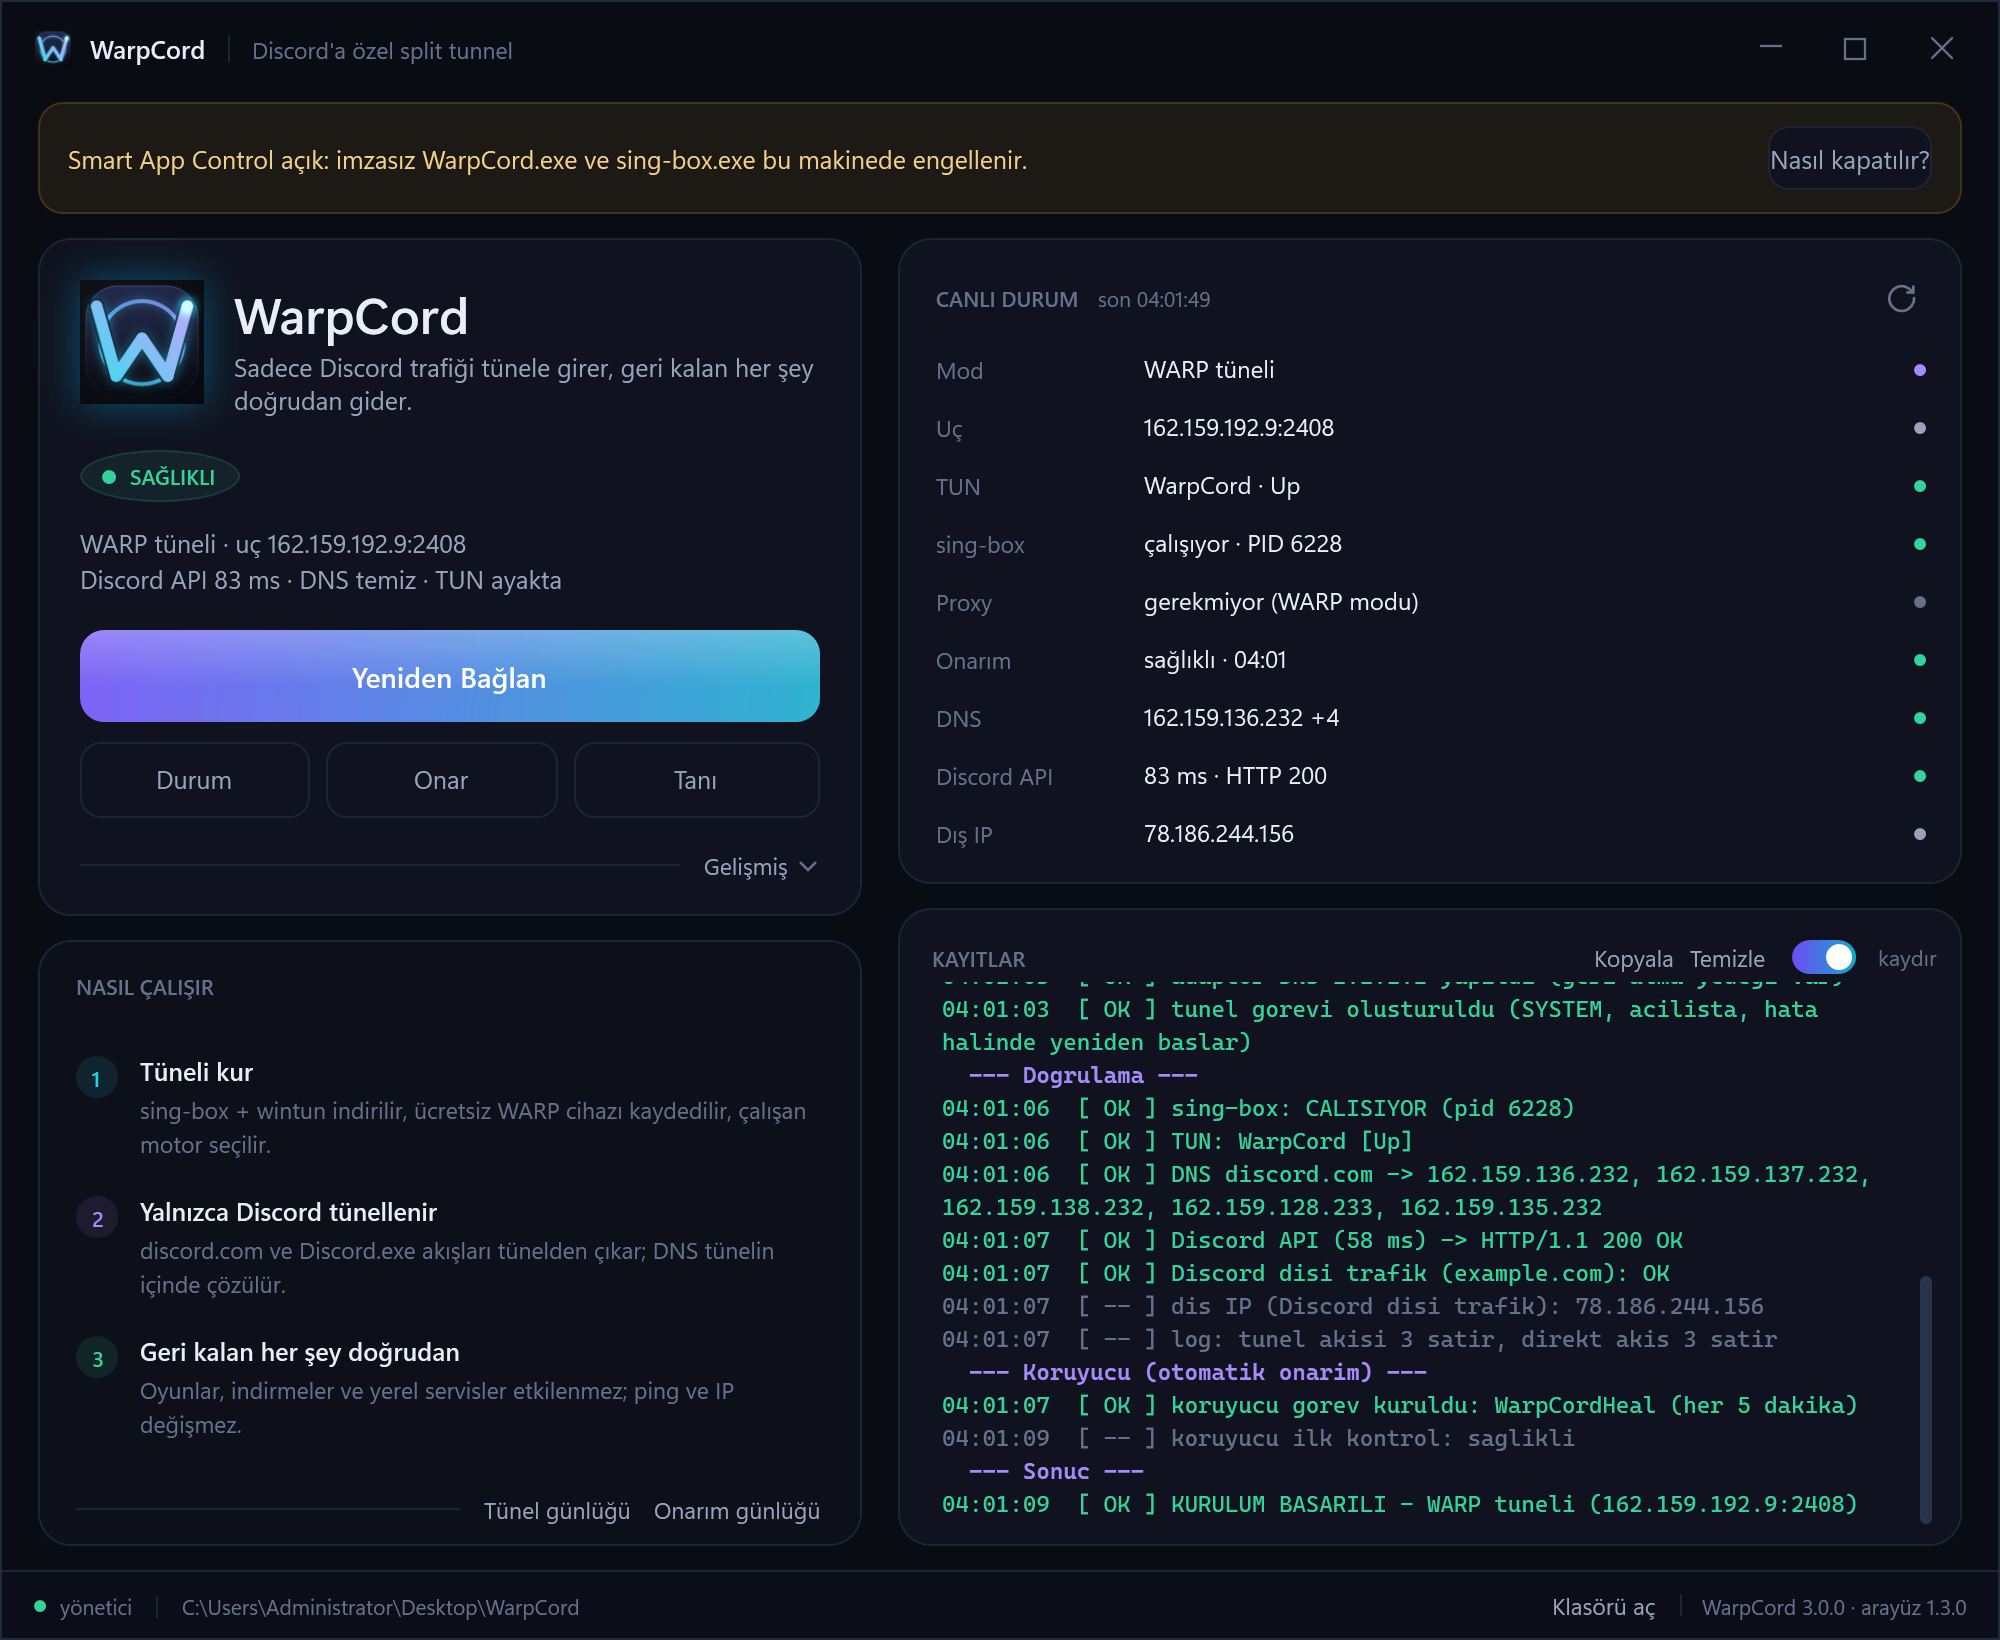 WarpCord
Discord'a özel split tunnel
Smart App Control açık: imzasız WarpCord.exe ve sing-box.exe bu makinede engellenir.
Nasıl kapatılır?
WarpCord
Sadece Discord trafiği tünele girer, geri kalan her şey
doğrudan gider.
SAĞLIKLI
WARP tüneli · uç 162.159.192.9:2408
Discord API 83 ms · DNS temiz · TUN ayakta
Yeniden Bağlan
Durum
Onar
Tanı
Gelişmiş
NASIL ÇALIŞIR
1
Tüneli kur
sing-box + wintun indirilir, ücretsiz WARP cihazı kaydedilir, çalışan
motor seçilir.
2
Yalnızca Discord tünellenir
discord.com ve Discord.exe akışları tünelden çıkar; DNS tünelin
içinde çözülür.
3
Geri kalan her şey doğrudan
Oyunlar, indirmeler ve yerel servisler etkilenmez; ping ve IP
değişmez.
Tünel günlüğü
Onarım günlüğü
CANLI DURUM son 04:01:49
Mod WARP tüneli
Uç 162.159.192.9:2408
TUN WarpCord · Up
sing-box çalışıyor · PID 6228
Proxy gerekmiyor (WARP modu)
Onarım sağlıklı · 04:01
DNS 162.159.136.232 +4
Discord API 83 ms · HTTP 200
Dış IP 78.186.244.156
KAYITLAR
Kopyala
Temizle
kaydır
04:01:03 [ OK ] tunel gorevi olusturuldu (SYSTEM, acilista, hata
halinde yeniden baslar)
--- Dogrulama ---
04:01:06 [ OK ] sing-box: CALISIYOR (pid 6228)
04:01:06 [ OK ] TUN: WarpCord [Up]
04:01:06 [ OK ] DNS discord.com -> 162.159.136.232, 162.159.137.232,
162.159.138.232, 162.159.128.233, 162.159.135.232
04:01:07 [ OK ] Discord API (58 ms) -> HTTP/1.1 200 OK
04:01:07 [ OK ] Discord disi trafik (example.com): OK
04:01:07 [ -- ] dis IP (Discord disi trafik): 78.186.244.156
04:01:07 [ -- ] log: tunel akisi 3 satir, direkt akis 3 satir
--- Koruyucu (otomatik onarim) ---
04:01:07 [ OK ] koruyucu gorev kuruldu: WarpCordHeal (her 5 dakika)
04:01:09 [ -- ] koruyucu ilk kontrol: saglikli
--- Sonuc ---
04:01:09 [ OK ] KURULUM BASARILI - WARP tuneli (162.159.192.9:2408)
yönetici
C:\Users\Administrator\Desktop\WarpCord
Klasörü aç
WarpCord 3.0.0 · arayüz 1.3.0